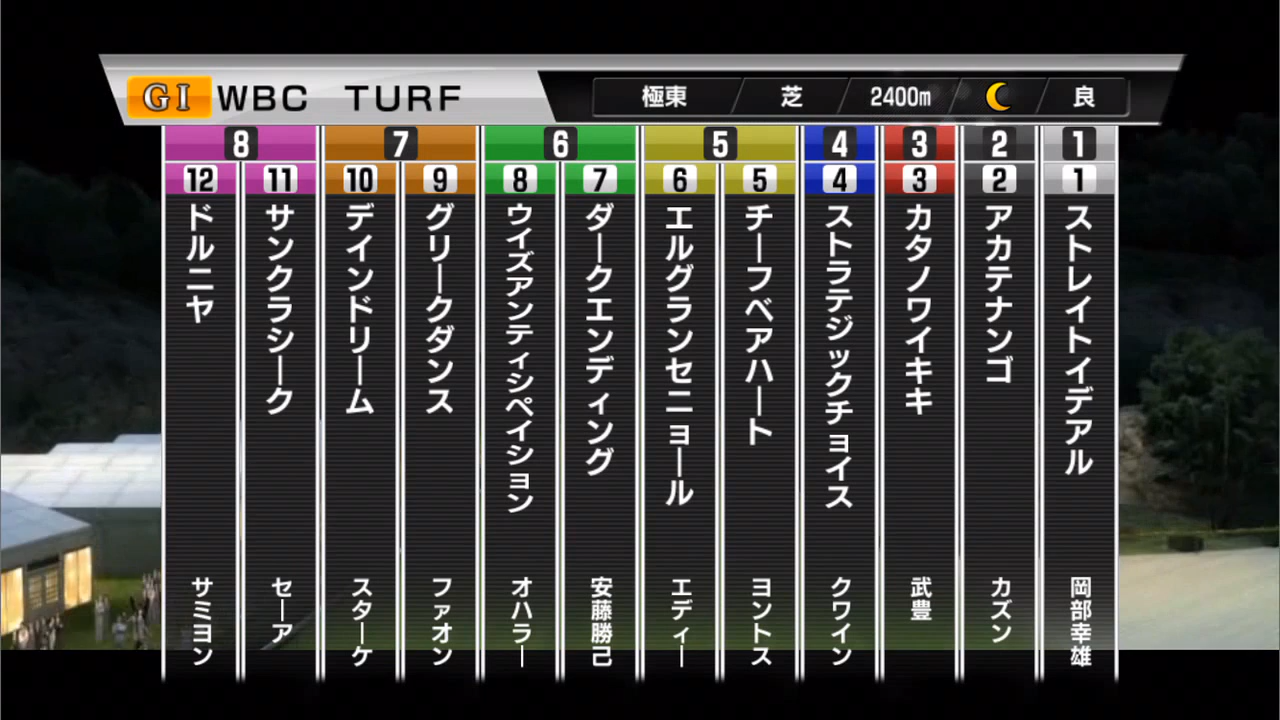 GI WBC TURF 極東 芝 2400m 良
1 1 ストレイトイデアル 岡部幸雄
2 2 アカテナンゴ カズン
3 3 カタノワイキキ 武豊
4 4 ストラテジックチョイス クワイン
5 5 チーフベアハート ヨントス
6 エルグランセニョール エディー
6 7 ダークエンディング 安藤勝己
8 ウイズアンティシペイション オハラー
7 9 グリークダンス ファオン
10 デインドリーム スターケ
8 11 サンクラシーク セーア
12 ドルニヤ サミヨン